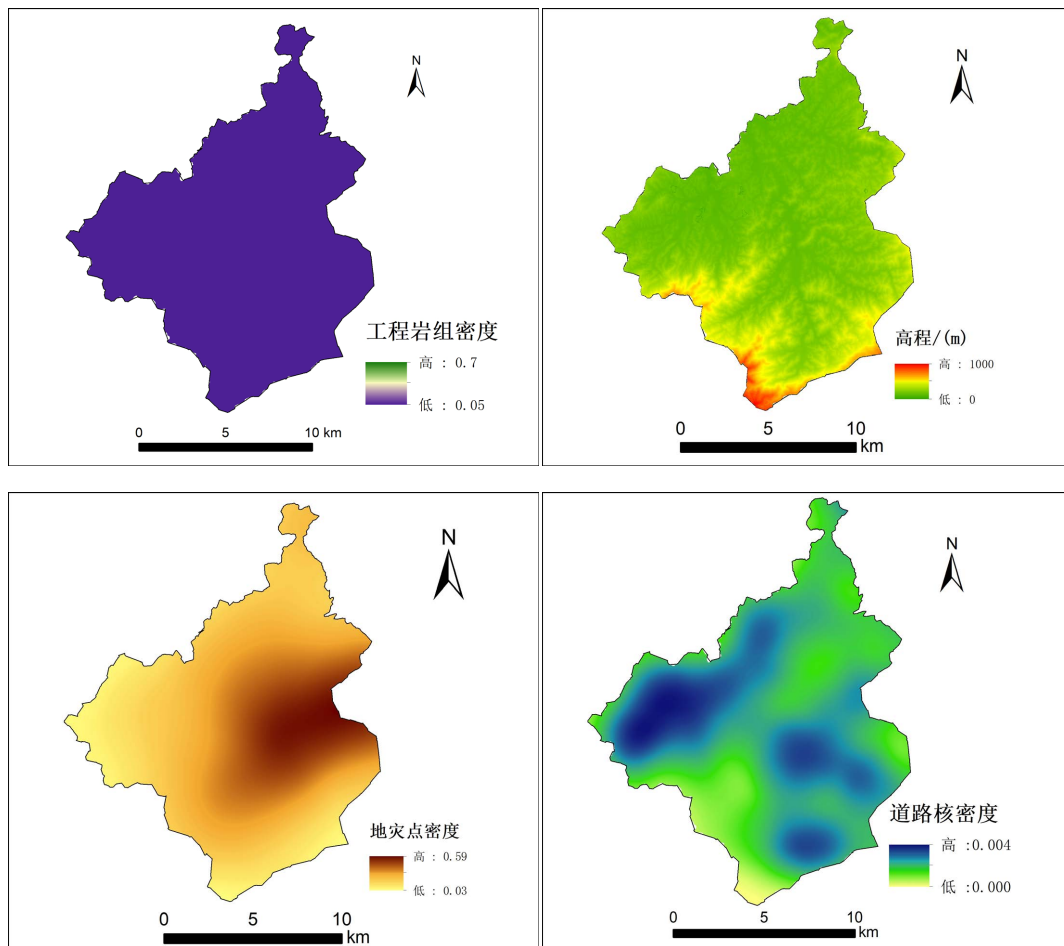 N
工程岩组密度
高 : 0.7
低 : 0.05
0 5 10 km
N
高程/(m)
高 : 1000
低 : 0
0 5 10
km
N
地灾点密度
高 : 0.59
低 : 0.03
0 5 10
km
N
道路核密度
高 :0.004
低 :0.000
0 5 10
km